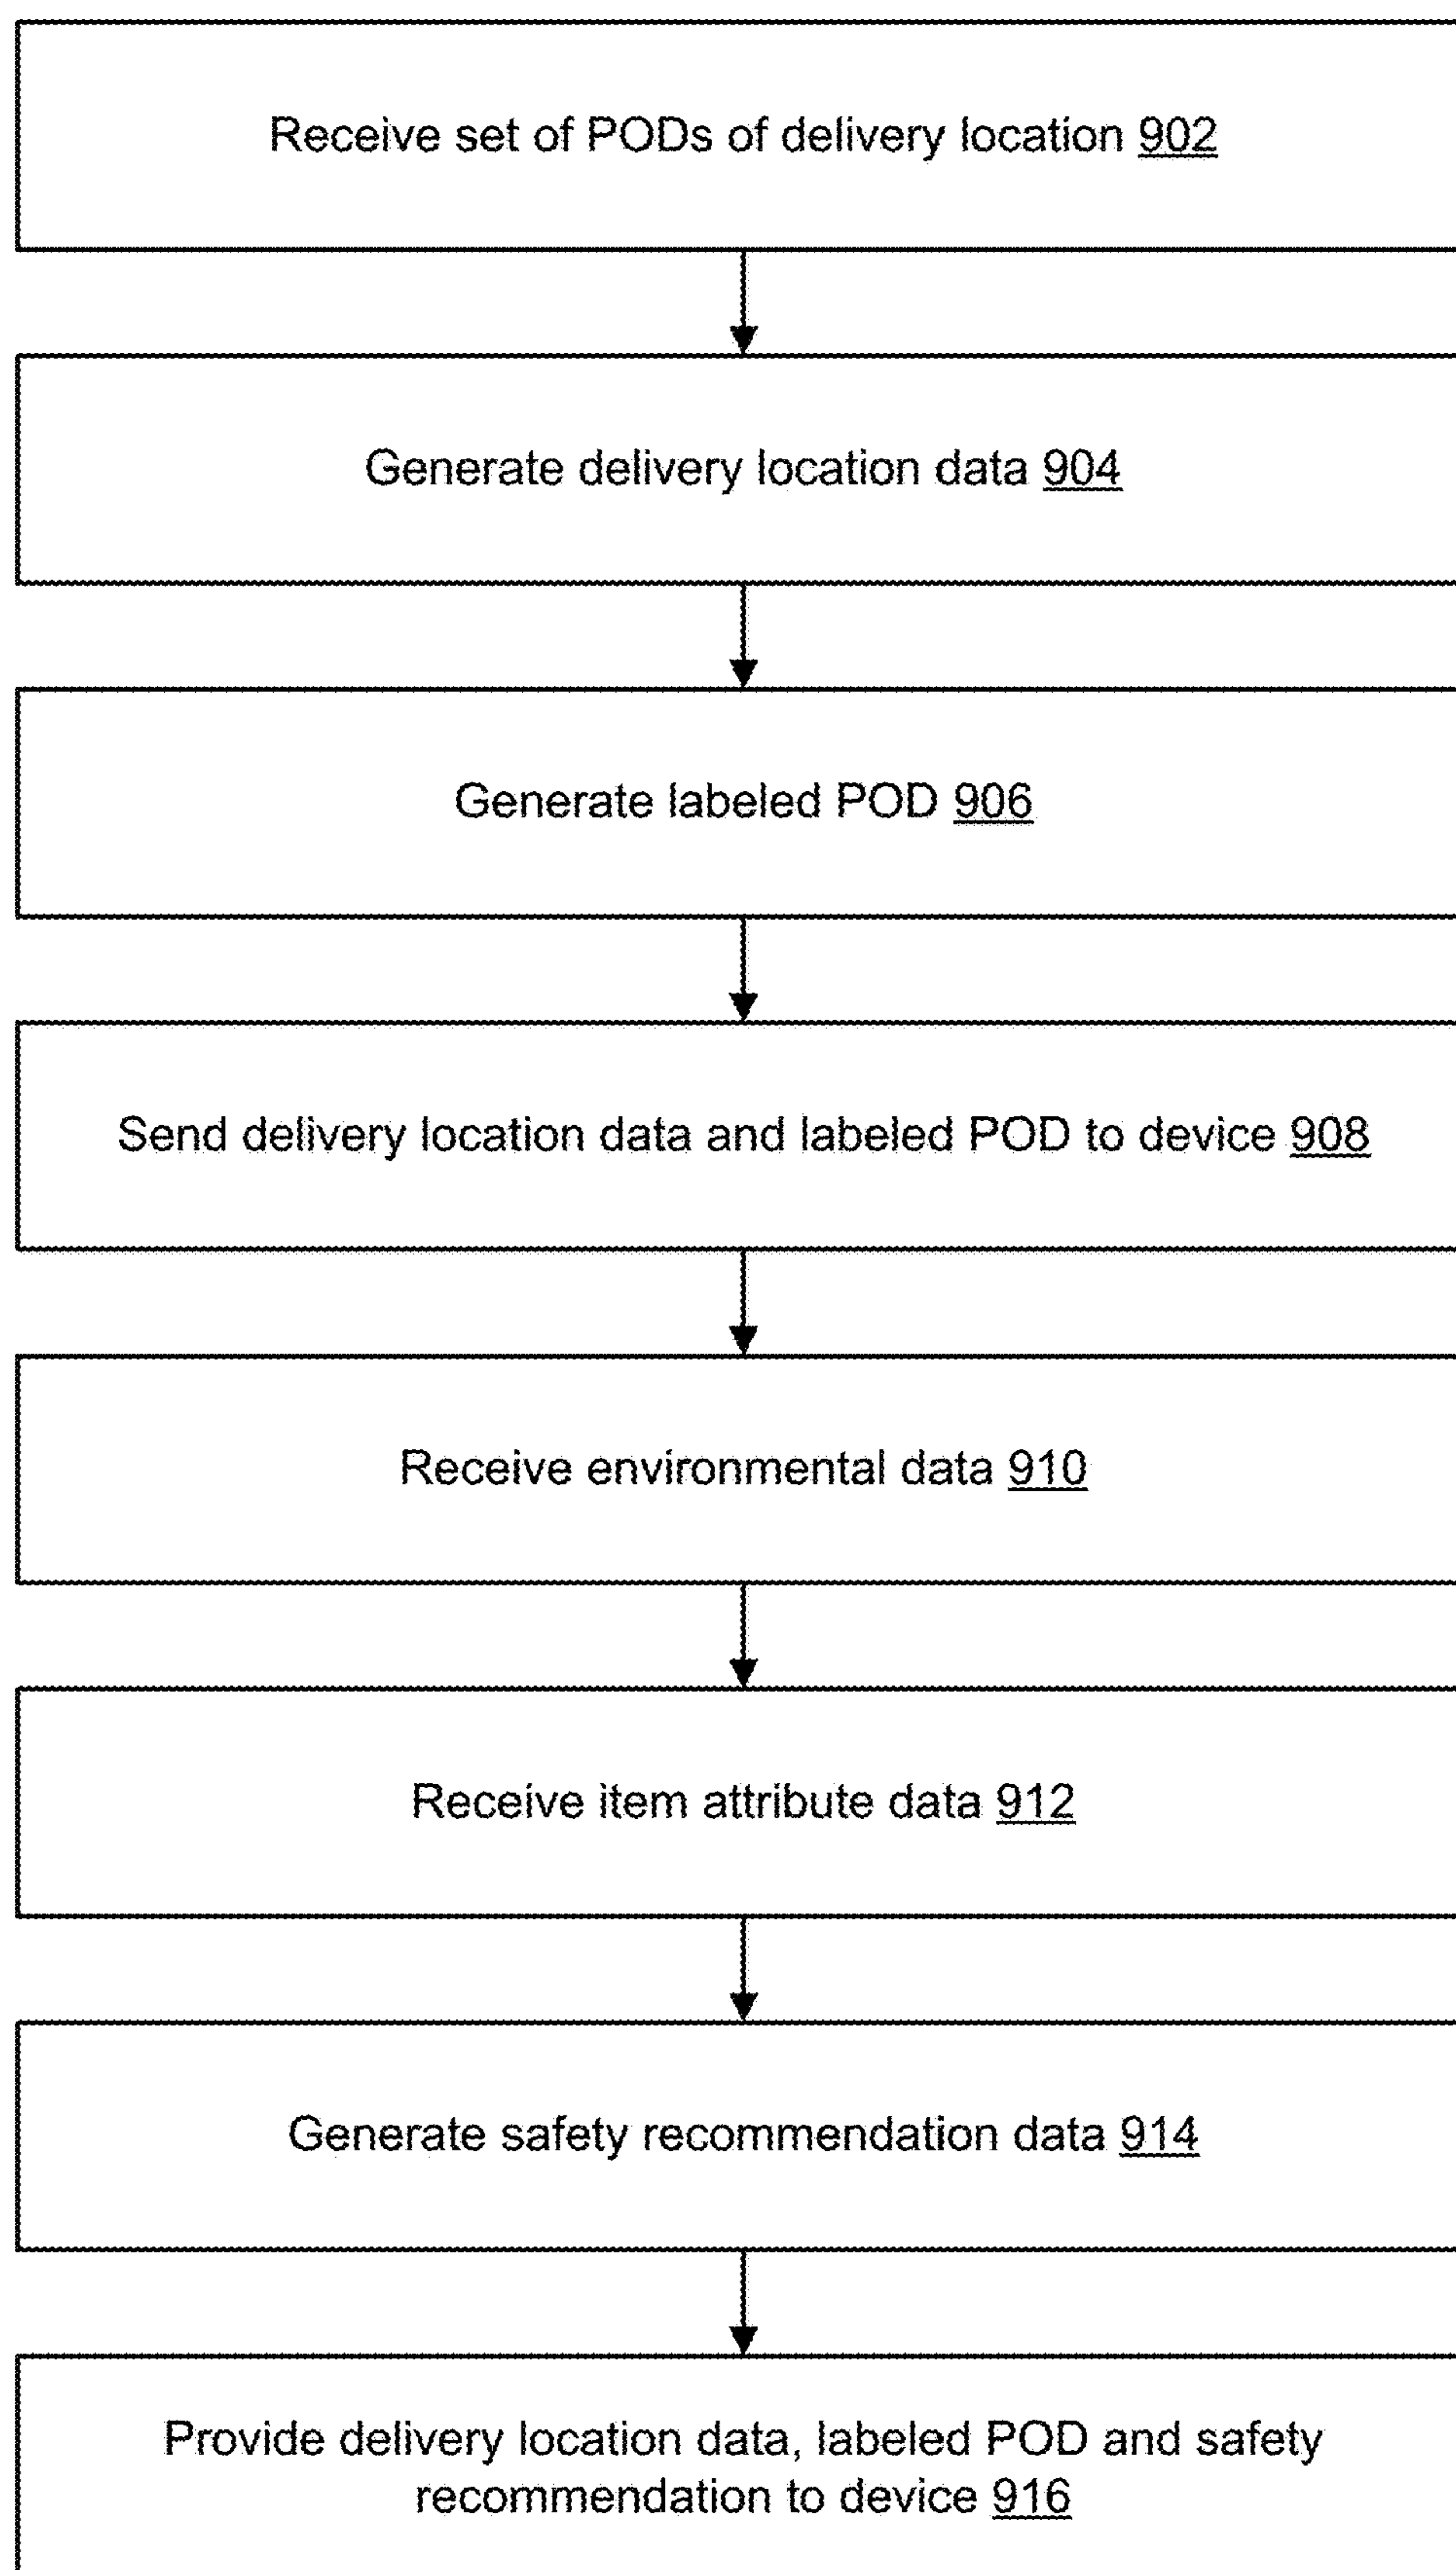 Receive set of PODs of delivery location 902
Generate delivery location data 904
Generate labeled POD 906
Send delivery location data and labeled POD to device 908
Receive environmental data 910
Receive item attribute data 912
Generate safety recommendation data 914
Provide delivery location data, labeled POD and safety
recommendation to device 916